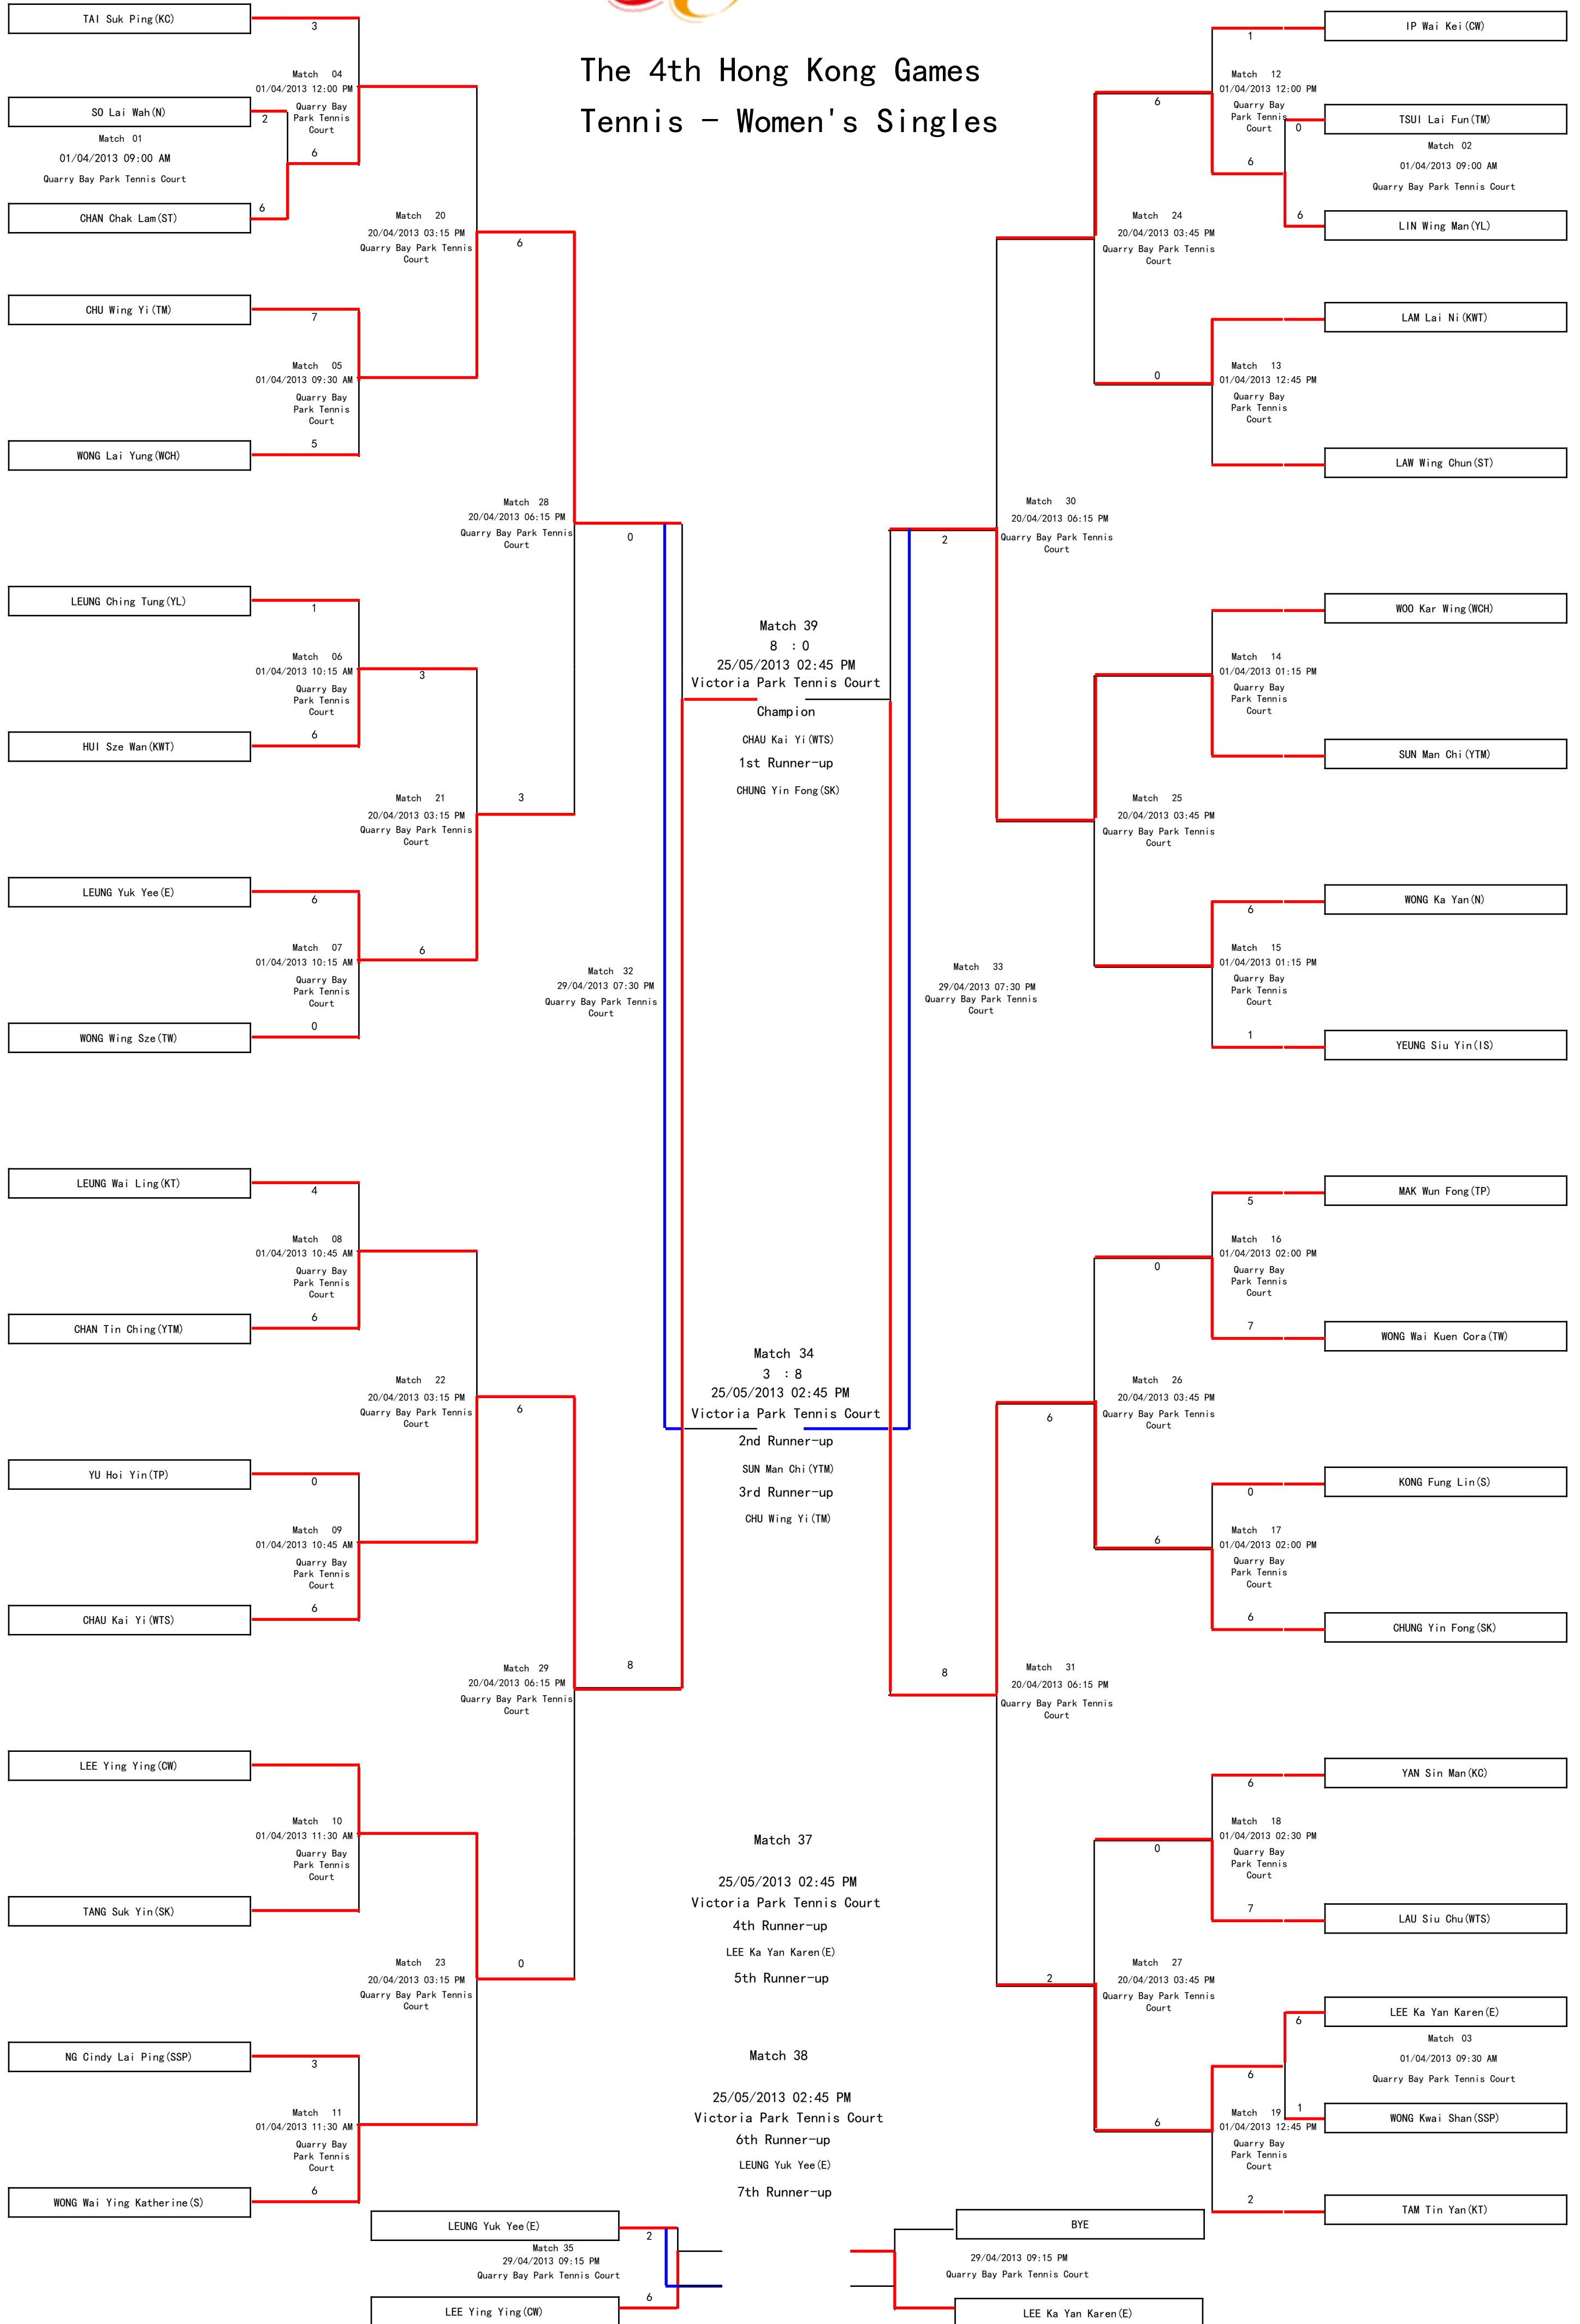 The 4th Hong Kong Games
Tennis - Women's Singles
TAI Suk Ping(KC)
3
Match 04
01/04/2013 12:00 PM
Quarry Bay
Park Tennis
Court
SO Lai Wah(N)
2
Match 01
01/04/2013 09:00 AM
Quarry Bay Park Tennis Court
6
CHAN Chak Lam(ST)
6
Match 20
20/04/2013 03:15 PM
Quarry Bay Park Tennis
Court
6
CHU Wing Yi(TM)
7
Match 05
01/04/2013 09:30 AM
Quarry Bay
Park Tennis
Court
5
WONG Lai Yung(WCH)
Match 28
20/04/2013 06:15 PM
Quarry Bay Park Tennis
Court
0
LEUNG Ching Tung(YL)
1
Match 06
01/04/2013 10:15 AM
Quarry Bay
Park Tennis
Court
3
6
HUI Sze Wan(KWT)
Match 21
20/04/2013 03:15 PM
Quarry Bay Park Tennis
Court
3
LEUNG Yuk Yee(E)
6
Match 07
01/04/2013 10:15 AM
Quarry Bay
Park Tennis
Court
6
0
WONG Wing Sze(TW)
Match 32
29/04/2013 07:30 PM
Quarry Bay Park Tennis
Court
LEUNG Wai Ling(KT)
4
Match 08
01/04/2013 10:45 AM
Quarry Bay
Park Tennis
Court
6
CHAN Tin Ching(YTM)
Match 22
20/04/2013 03:15 PM
Quarry Bay Park Tennis
Court
6
YU Hoi Yin(TP)
0
Match 09
01/04/2013 10:45 AM
Quarry Bay
Park Tennis
Court
6
CHAU Kai Yi(WTS)
Match 29
20/04/2013 06:15 PM
Quarry Bay Park Tennis
Court
8
LEE Ying Ying(CW)
Match 10
01/04/2013 11:30 AM
Quarry Bay
Park Tennis
Court
TANG Suk Yin(SK)
Match 23
20/04/2013 03:15 PM
Quarry Bay Park Tennis
Court
0
NG Cindy Lai Ping(SSP)
3
Match 11
01/04/2013 11:30 AM
Quarry Bay
Park Tennis
Court
6
WONG Wai Ying Katherine(S)
Match 39
8 :0
25/05/2013 02:45 PM
Victoria Park Tennis Court
Champion
CHAU Kai Yi(WTS)
1st Runner-up
CHUNG Yin Fong(SK)
Match 34
3 :8
25/05/2013 02:45 PM
Victoria Park Tennis Court
2nd Runner-up
SUN Man Chi(YTM)
3rd Runner-up
CHU Wing Yi(TM)
Match 37
25/05/2013 02:45 PM
Victoria Park Tennis Court
4th Runner-up
LEE Ka Yan Karen(E)
5th Runner-up
Match 38
25/05/2013 02:45 PM
Victoria Park Tennis Court
6th Runner-up
LEUNG Yuk Yee(E)
7th Runner-up
IP Wai Kei(CW)
1
Match 12
01/04/2013 12:00 PM
Quarry Bay
Park Tennis
Court
6
TSUI Lai Fun(TM)
0
Match 02
01/04/2013 09:00 AM
Quarry Bay Park Tennis Court
6
6
LIN Wing Man(YL)
Match 24
20/04/2013 03:45 PM
Quarry Bay Park Tennis
Court
LAM Lai Ni(KWT)
Match 13
01/04/2013 12:45 PM
Quarry Bay
Park Tennis
Court
0
LAW Wing Chun(ST)
Match 30
20/04/2013 06:15 PM
Quarry Bay Park Tennis
Court
2
WOO Kar Wing(WCH)
Match 14
01/04/2013 01:15 PM
Quarry Bay
Park Tennis
Court
SUN Man Chi(YTM)
Match 25
20/04/2013 03:45 PM
Quarry Bay Park Tennis
Court
WONG Ka Yan(N)
6
Match 15
01/04/2013 01:15 PM
Quarry Bay
Park Tennis
Court
1
YEUNG Siu Yin(IS)
Match 33
29/04/2013 07:30 PM
Quarry Bay Park Tennis
Court
MAK Wun Fong(TP)
5
Match 16
01/04/2013 02:00 PM
Quarry Bay
Park Tennis
Court
0
7
WONG Wai Kuen Cora(TW)
Match 26
20/04/2013 03:45 PM
Quarry Bay Park Tennis
Court
6
KONG Fung Lin(S)
0
Match 17
01/04/2013 02:00 PM
Quarry Bay
Park Tennis
Court
6
6
CHUNG Yin Fong(SK)
Match 31
20/04/2013 06:15 PM
Quarry Bay Park Tennis
Court
8
YAN Sin Man(KC)
6
Match 18
01/04/2013 02:30 PM
Quarry Bay
Park Tennis
Court
0
7
LAU Siu Chu(WTS)
Match 27
20/04/2013 03:45 PM
Quarry Bay Park Tennis
Court
2
LEE Ka Yan Karen(E)
6
Match 03
01/04/2013 09:30 AM
Quarry Bay Park Tennis Court
6
1
WONG Kwai Shan(SSP)
Match 19
01/04/2013 12:45 PM
Quarry Bay
Park Tennis
Court
6
2
TAM Tin Yan(KT)
LEUNG Yuk Yee(E)
2
Match 35
29/04/2013 09:15 PM
Quarry Bay Park Tennis Court
6
LEE Ying Ying(CW)
BYE
29/04/2013 09:15 PM
Quarry Bay Park Tennis Court
LEE Ka Yan Karen(E)